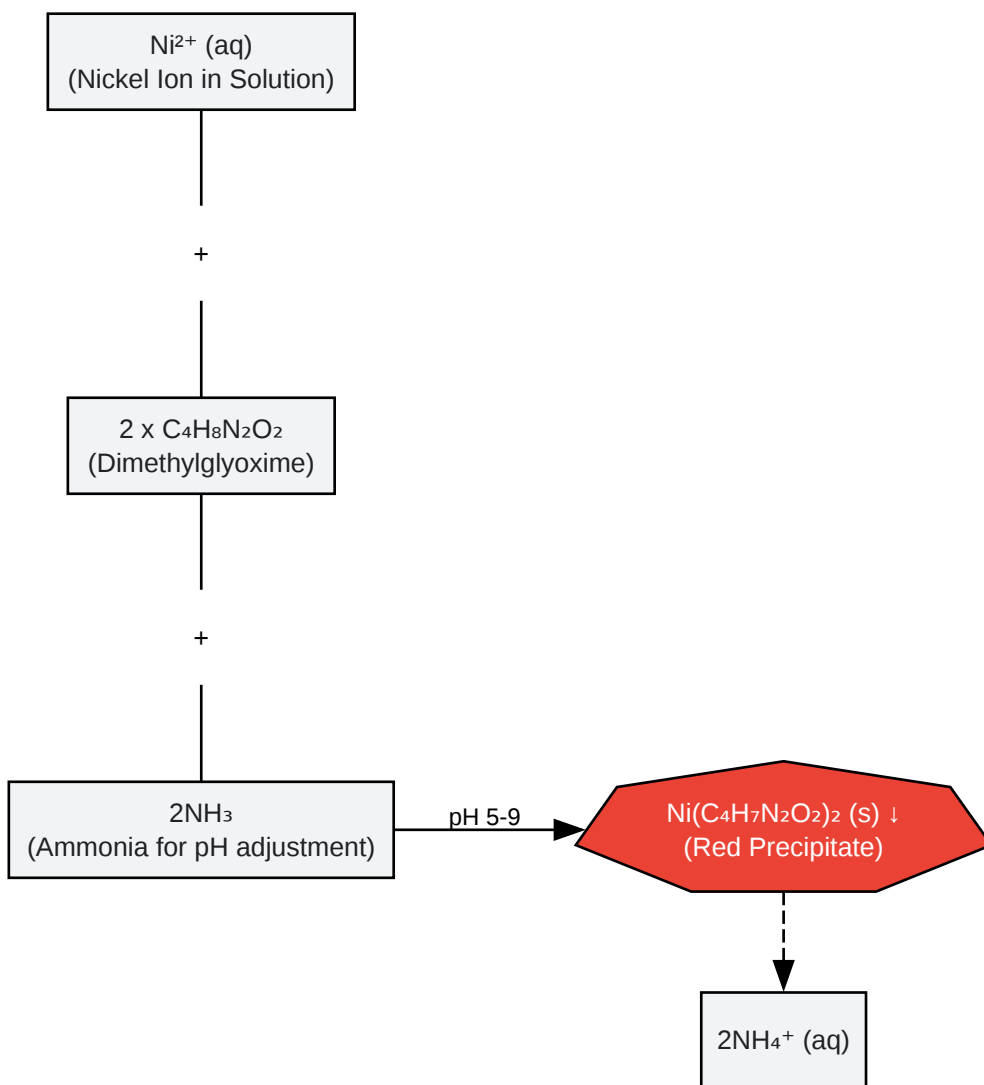 Ni²⁺ (aq)
(Nickel Ion in Solution)
+
2 x C₄H₈N₂O₂
(Dimethylglyoxime)
+
2NH₃
(Ammonia for pH adjustment)
pH 5-9
Ni(C₄H₇N₂O₂)₂ (s) ↓
(Red Precipitate)
2NH₄⁺ (aq)